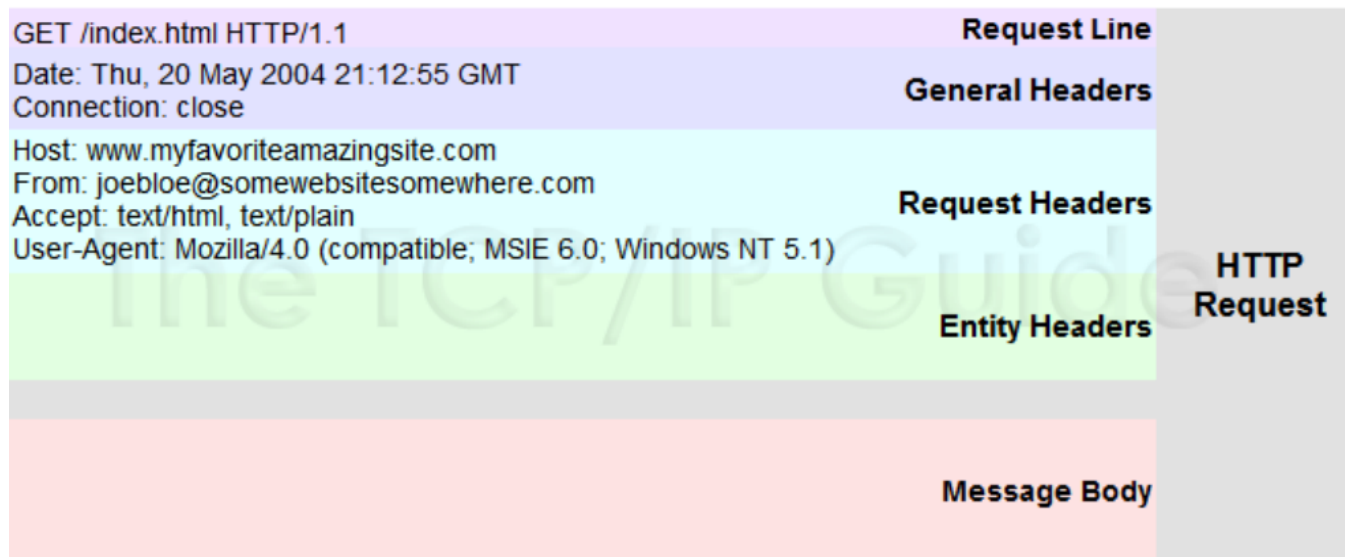 GET /index.html HTTP/1.1 Request Line
Date: Thu, 20 May 2004 21:12:55 GMT
Connection: close
General Headers
Host: www.myfavoriteamazingsite.com
From: joebloe@somewebsitesomewhere.com
Accept: text/html, text/plain
User-Agent: Mozilla/4.0 (compatible; MSIE 6.0; Windows NT 5.1)
Request Headers
The TCP/IP Guide
Entity Headers
Message Body
HTTP
Request